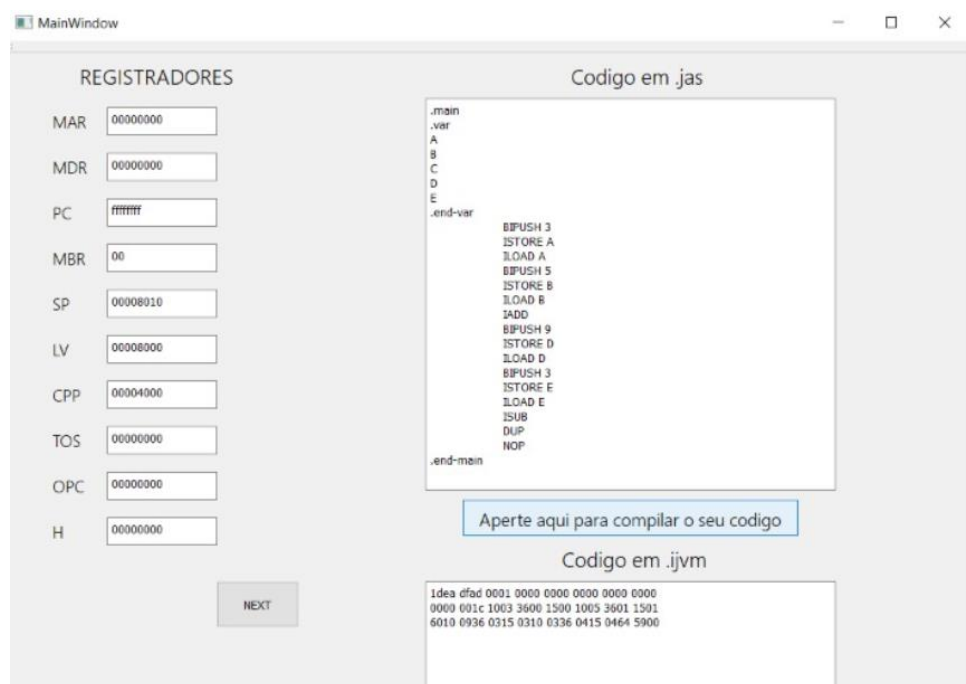 MainWindow
REGISTRADORES
MAR 00000000
MDR 00000000
PC ffffffff
MBR 00
SP 00008010
LV 00008000
CPP 00004000
TOS 00000000
OPC 00000000
H 00000000
NEXT
Codigo em .jas
.main
.var
A
B
C
D
E
.end-var
BIPUSH 3
ISTORE A
ILOAD A
BIPUSH 5
ISTORE B
ILOAD B
IADD
BIPUSH 9
ISTORE D
ILOAD D
BIPUSH 3
ISTORE E
ILOAD E
ISUB
DUP
NOP
.end-main
Aperte aqui para compilar o seu codigo
Codigo em .ijvm
1dea dfad 0001 0000 0000 0000 0000 0000
0000 001c 1003 3600 1500 1005 3601 1501
6010 0936 0315 0310 0336 0415 0464 5900